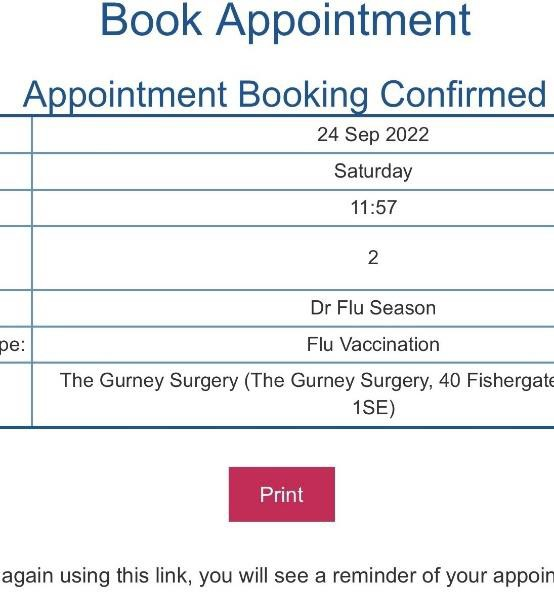 Book Appointment
Appointment Booking Confirmed
24 Sep 2022
Saturday
11:57
2
Dr Flu Season
pe: Flu Vaccination
The Gurney Surgery (The Gurney Surgery, 40 Fishergate
1SE)
Print
again using this link, you will see a reminder of your appoin